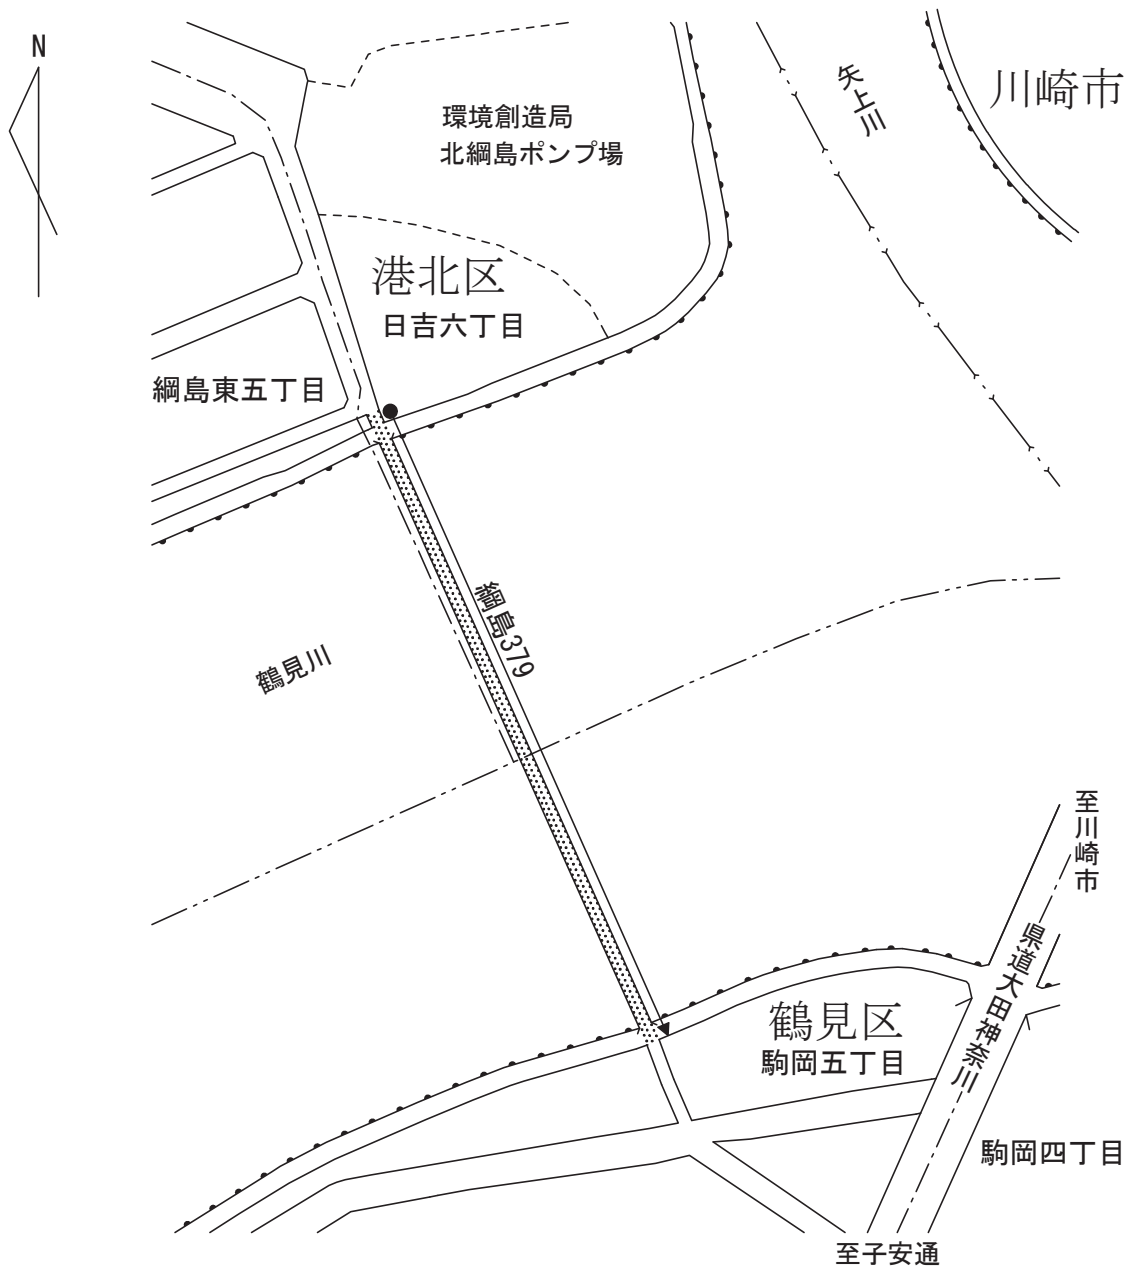 N
川崎市
矢上川
環境創造局
北綱島ポンプ場
港北区
日吉六丁目
綱島東五丁目
綱島379
鶴見川
至川崎市
県道大田神奈川
鶴見区
駒岡五丁目
駒岡四丁目
至子安通